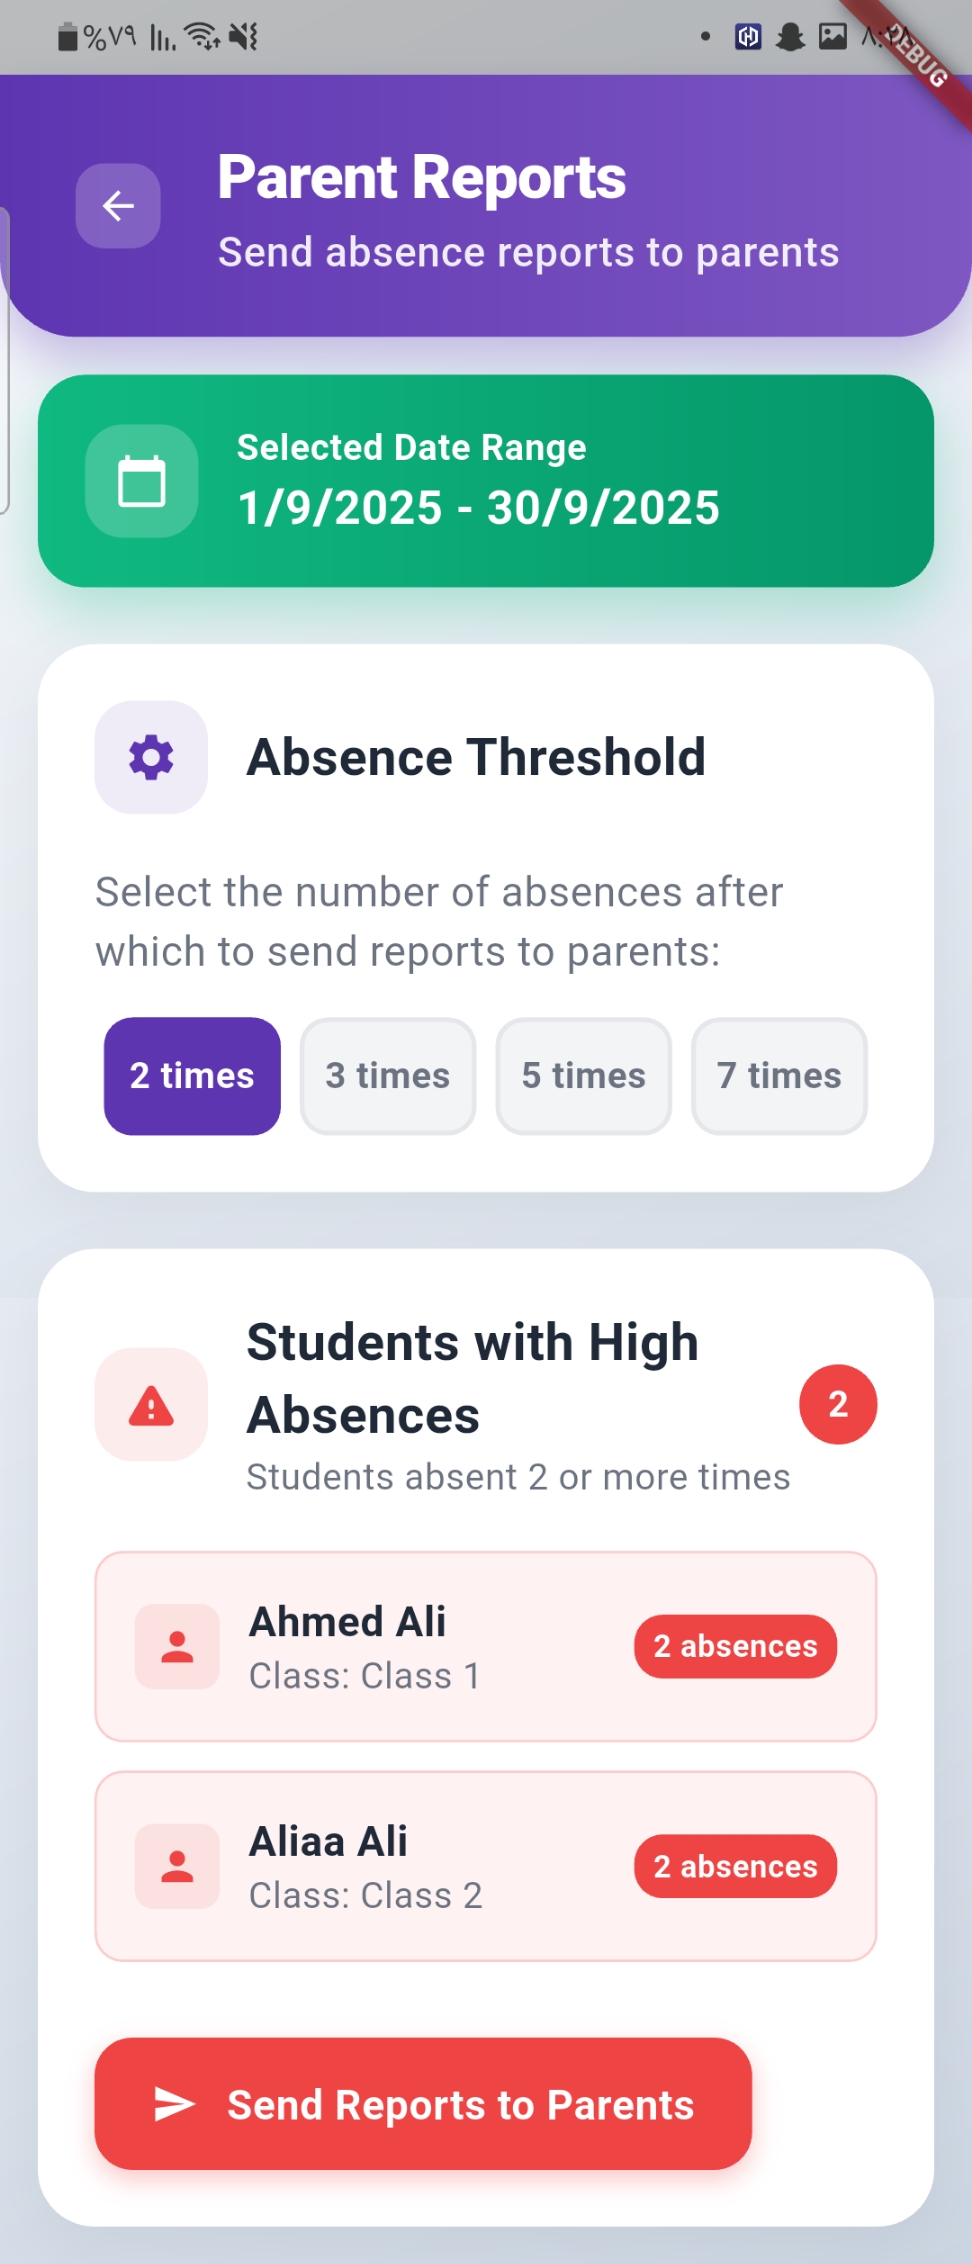 %٧٩
DEBUG
Parent Reports
Send absence reports to parents
Selected Date Range
1/9/2025 - 30/9/2025
Absence Threshold
Select the number of absences after
which to send reports to parents:
2 times 3 times 5 times 7 times
Students with High
Absences
2
Students absent 2 or more times
Ahmed Ali
2 absences
Class: Class 1
Aliaa Ali
2 absences
Class: Class 2
Send Reports to Parents